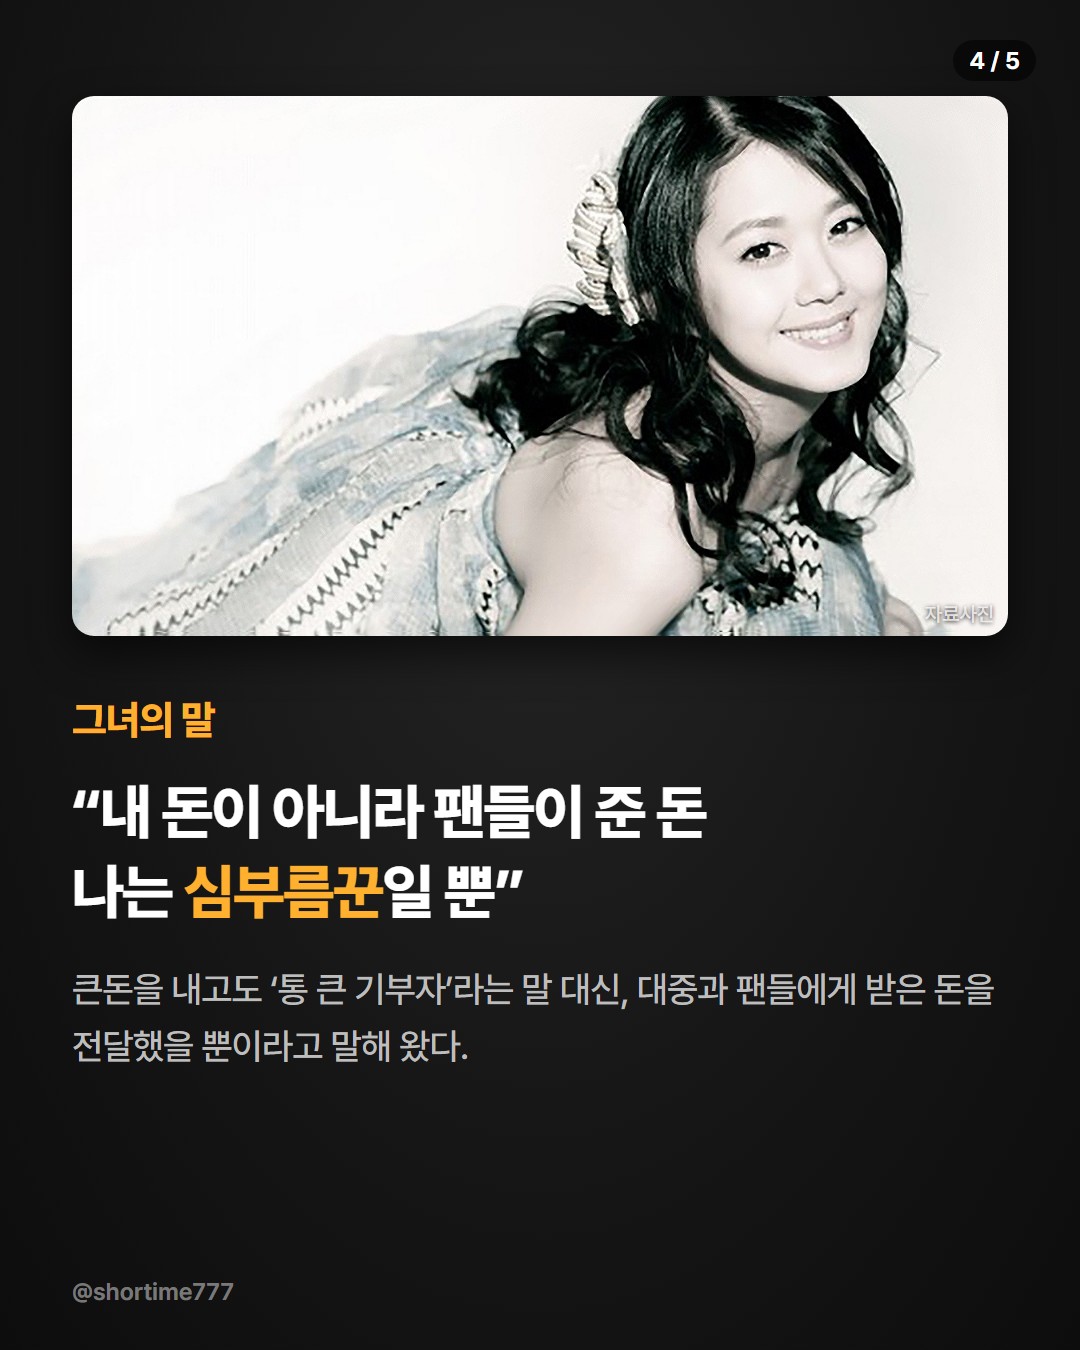 4 / 5
자료사진
그녀의 말
“내 돈이 아니라 팬들이 준 돈
나는 심부름꾼일 뿐”
큰돈을 내고도 ‘통 큰 기부자’라는 말 대신, 대중과 팬들에게 받은 돈을
전달했을 뿐이라고 말해 왔다.
@shortime777